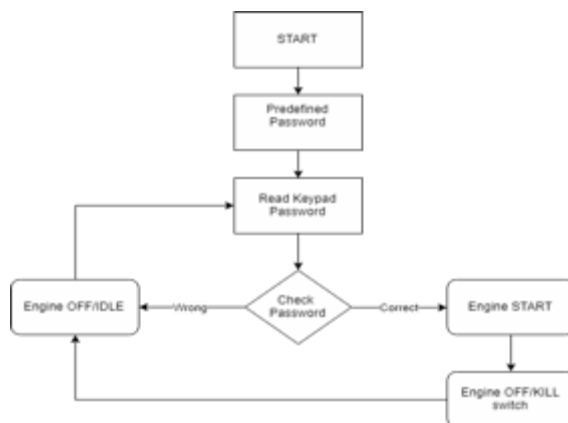 START
Predefined
Password
Read Keypad
Password
Engine OFF/IDLE
Wrong
Check
Password
Correct
Engine START
Engine OFF/KILL
switch